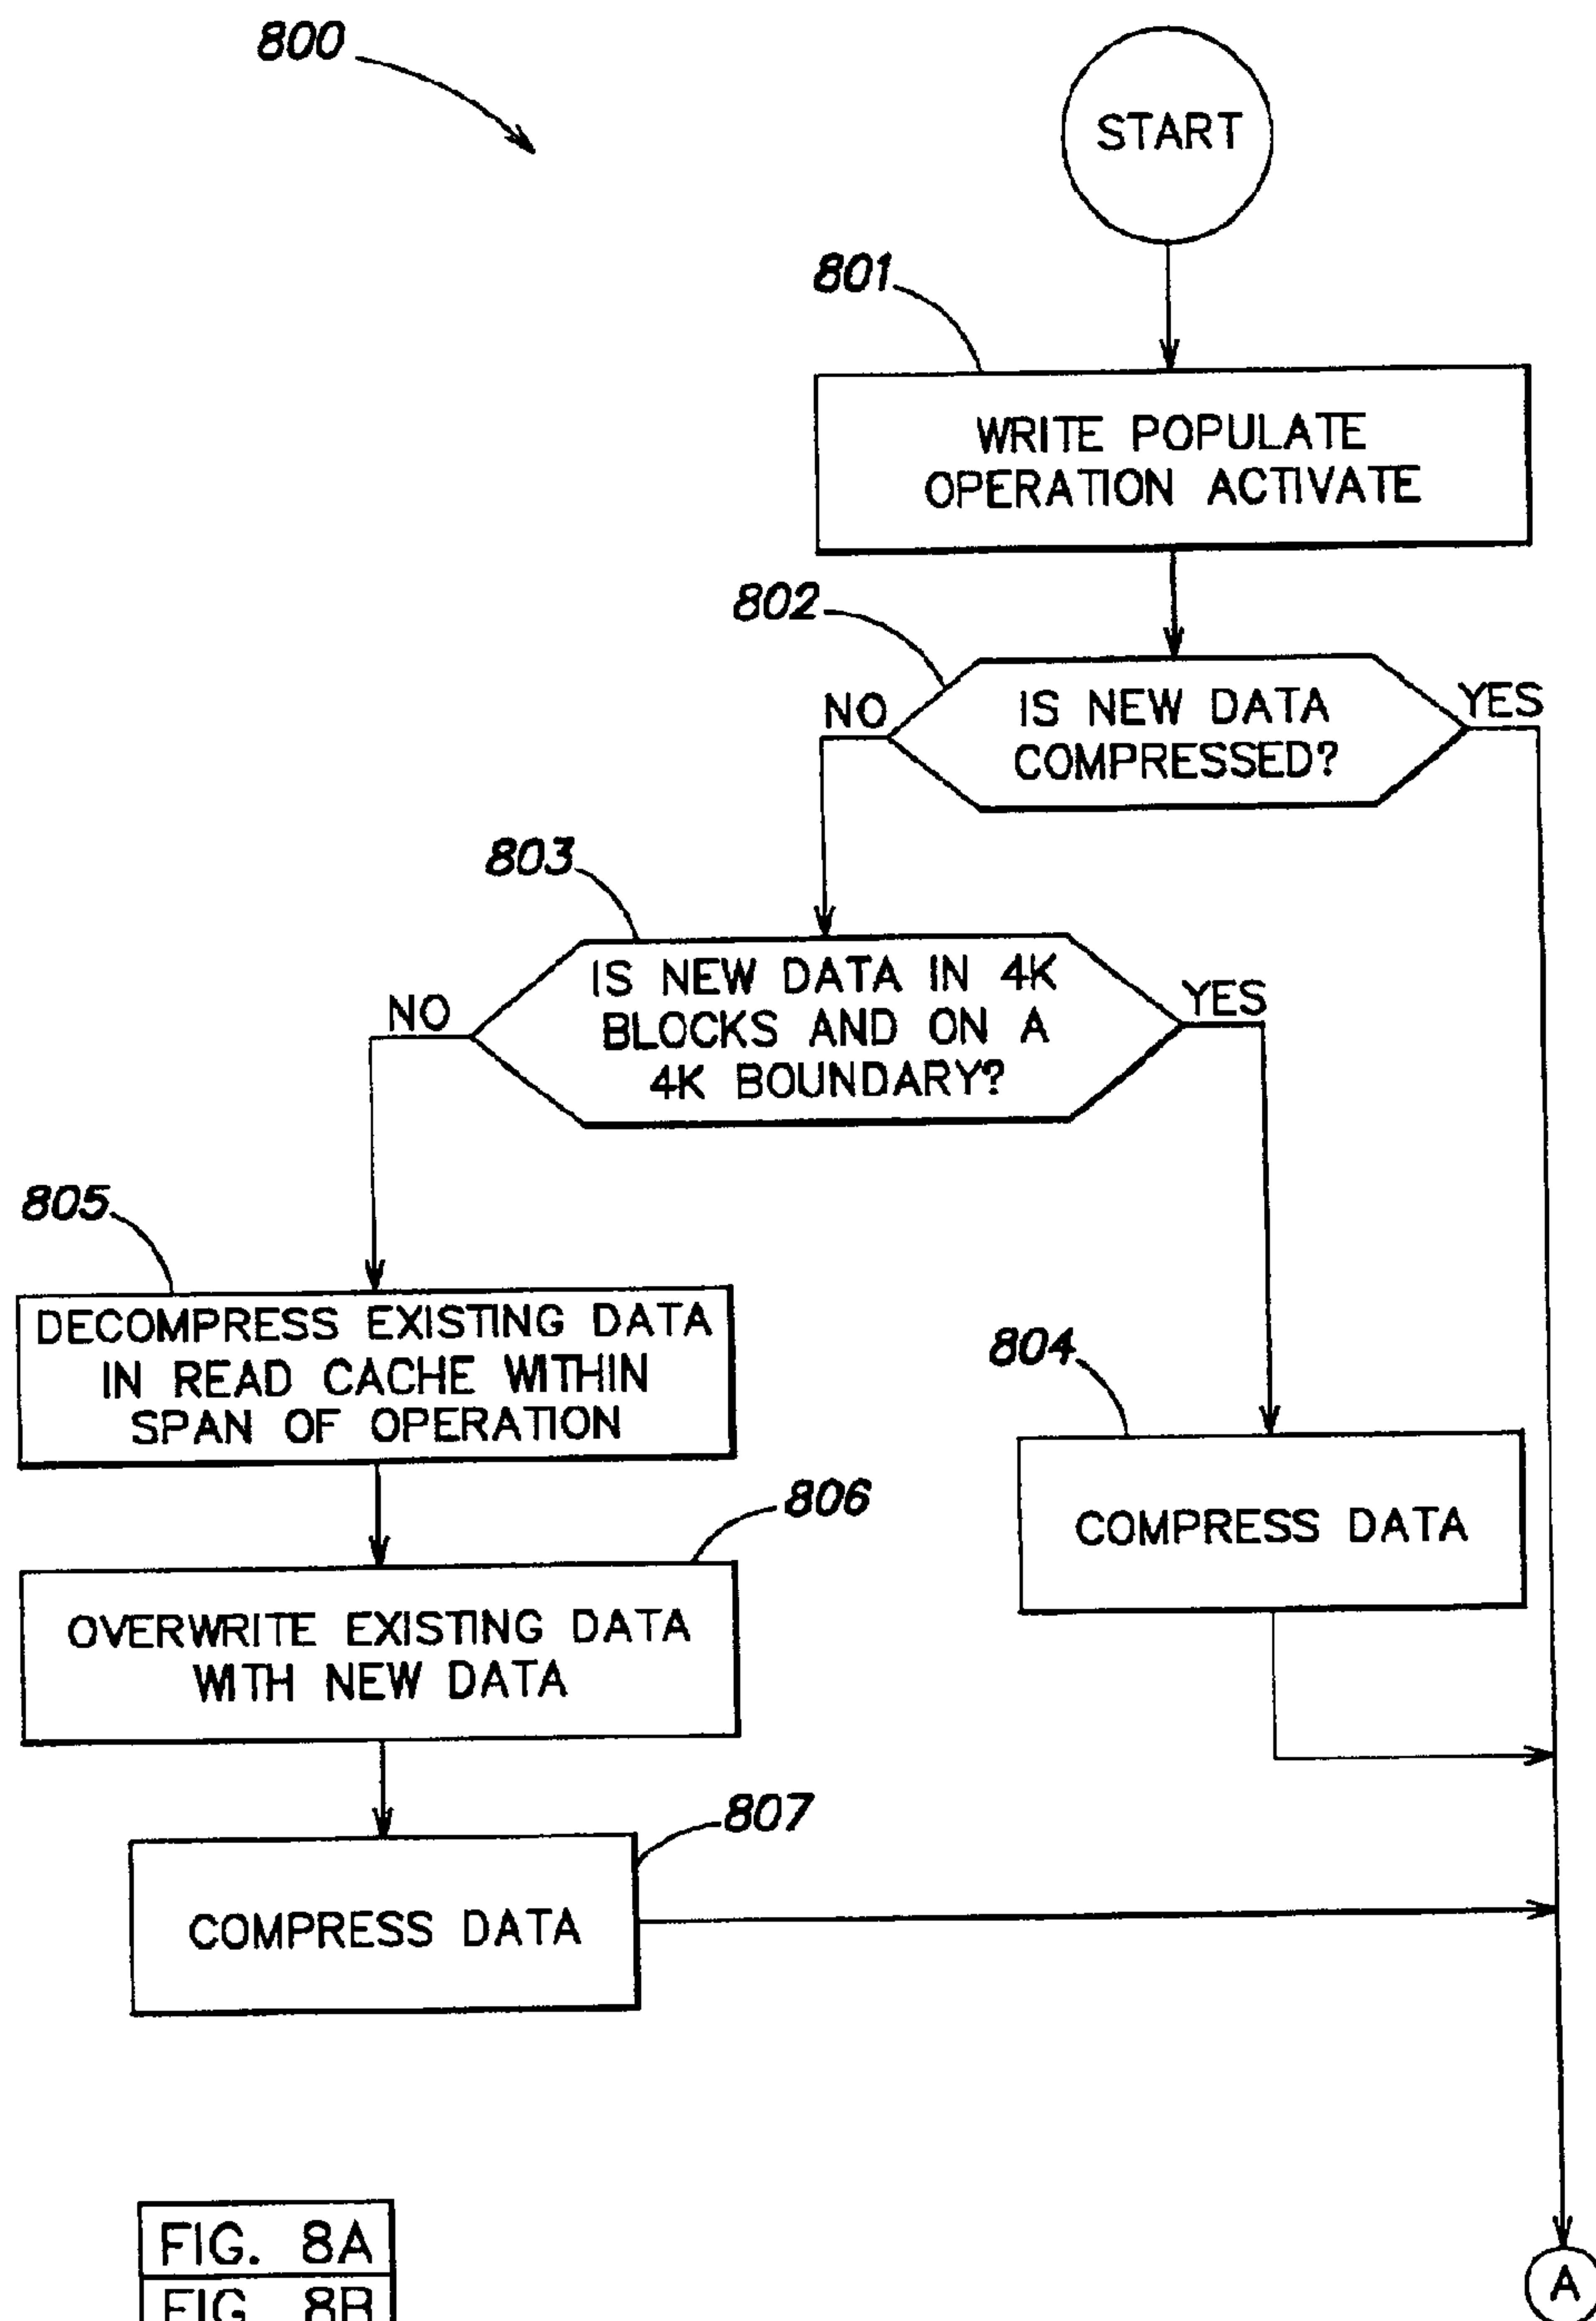 800
START
801
WRITE POPULATE
OPERATION ACTIVATE
802
NO
IS NEW DATA
COMPRESSED?
YES
803
NO
IS NEW DATA IN 4K
BLOCKS AND ON A
4K BOUNDARY?
YES
805
DECOMPRESS EXISTING DATA
IN READ CACHE WITHIN
SPAN OF OPERATION
804
COMPRESS DATA
806
OVERWRITE EXISTING DATA
WITH NEW DATA
807
COMPRESS DATA
FIG. 8A
FIG. 8B
A